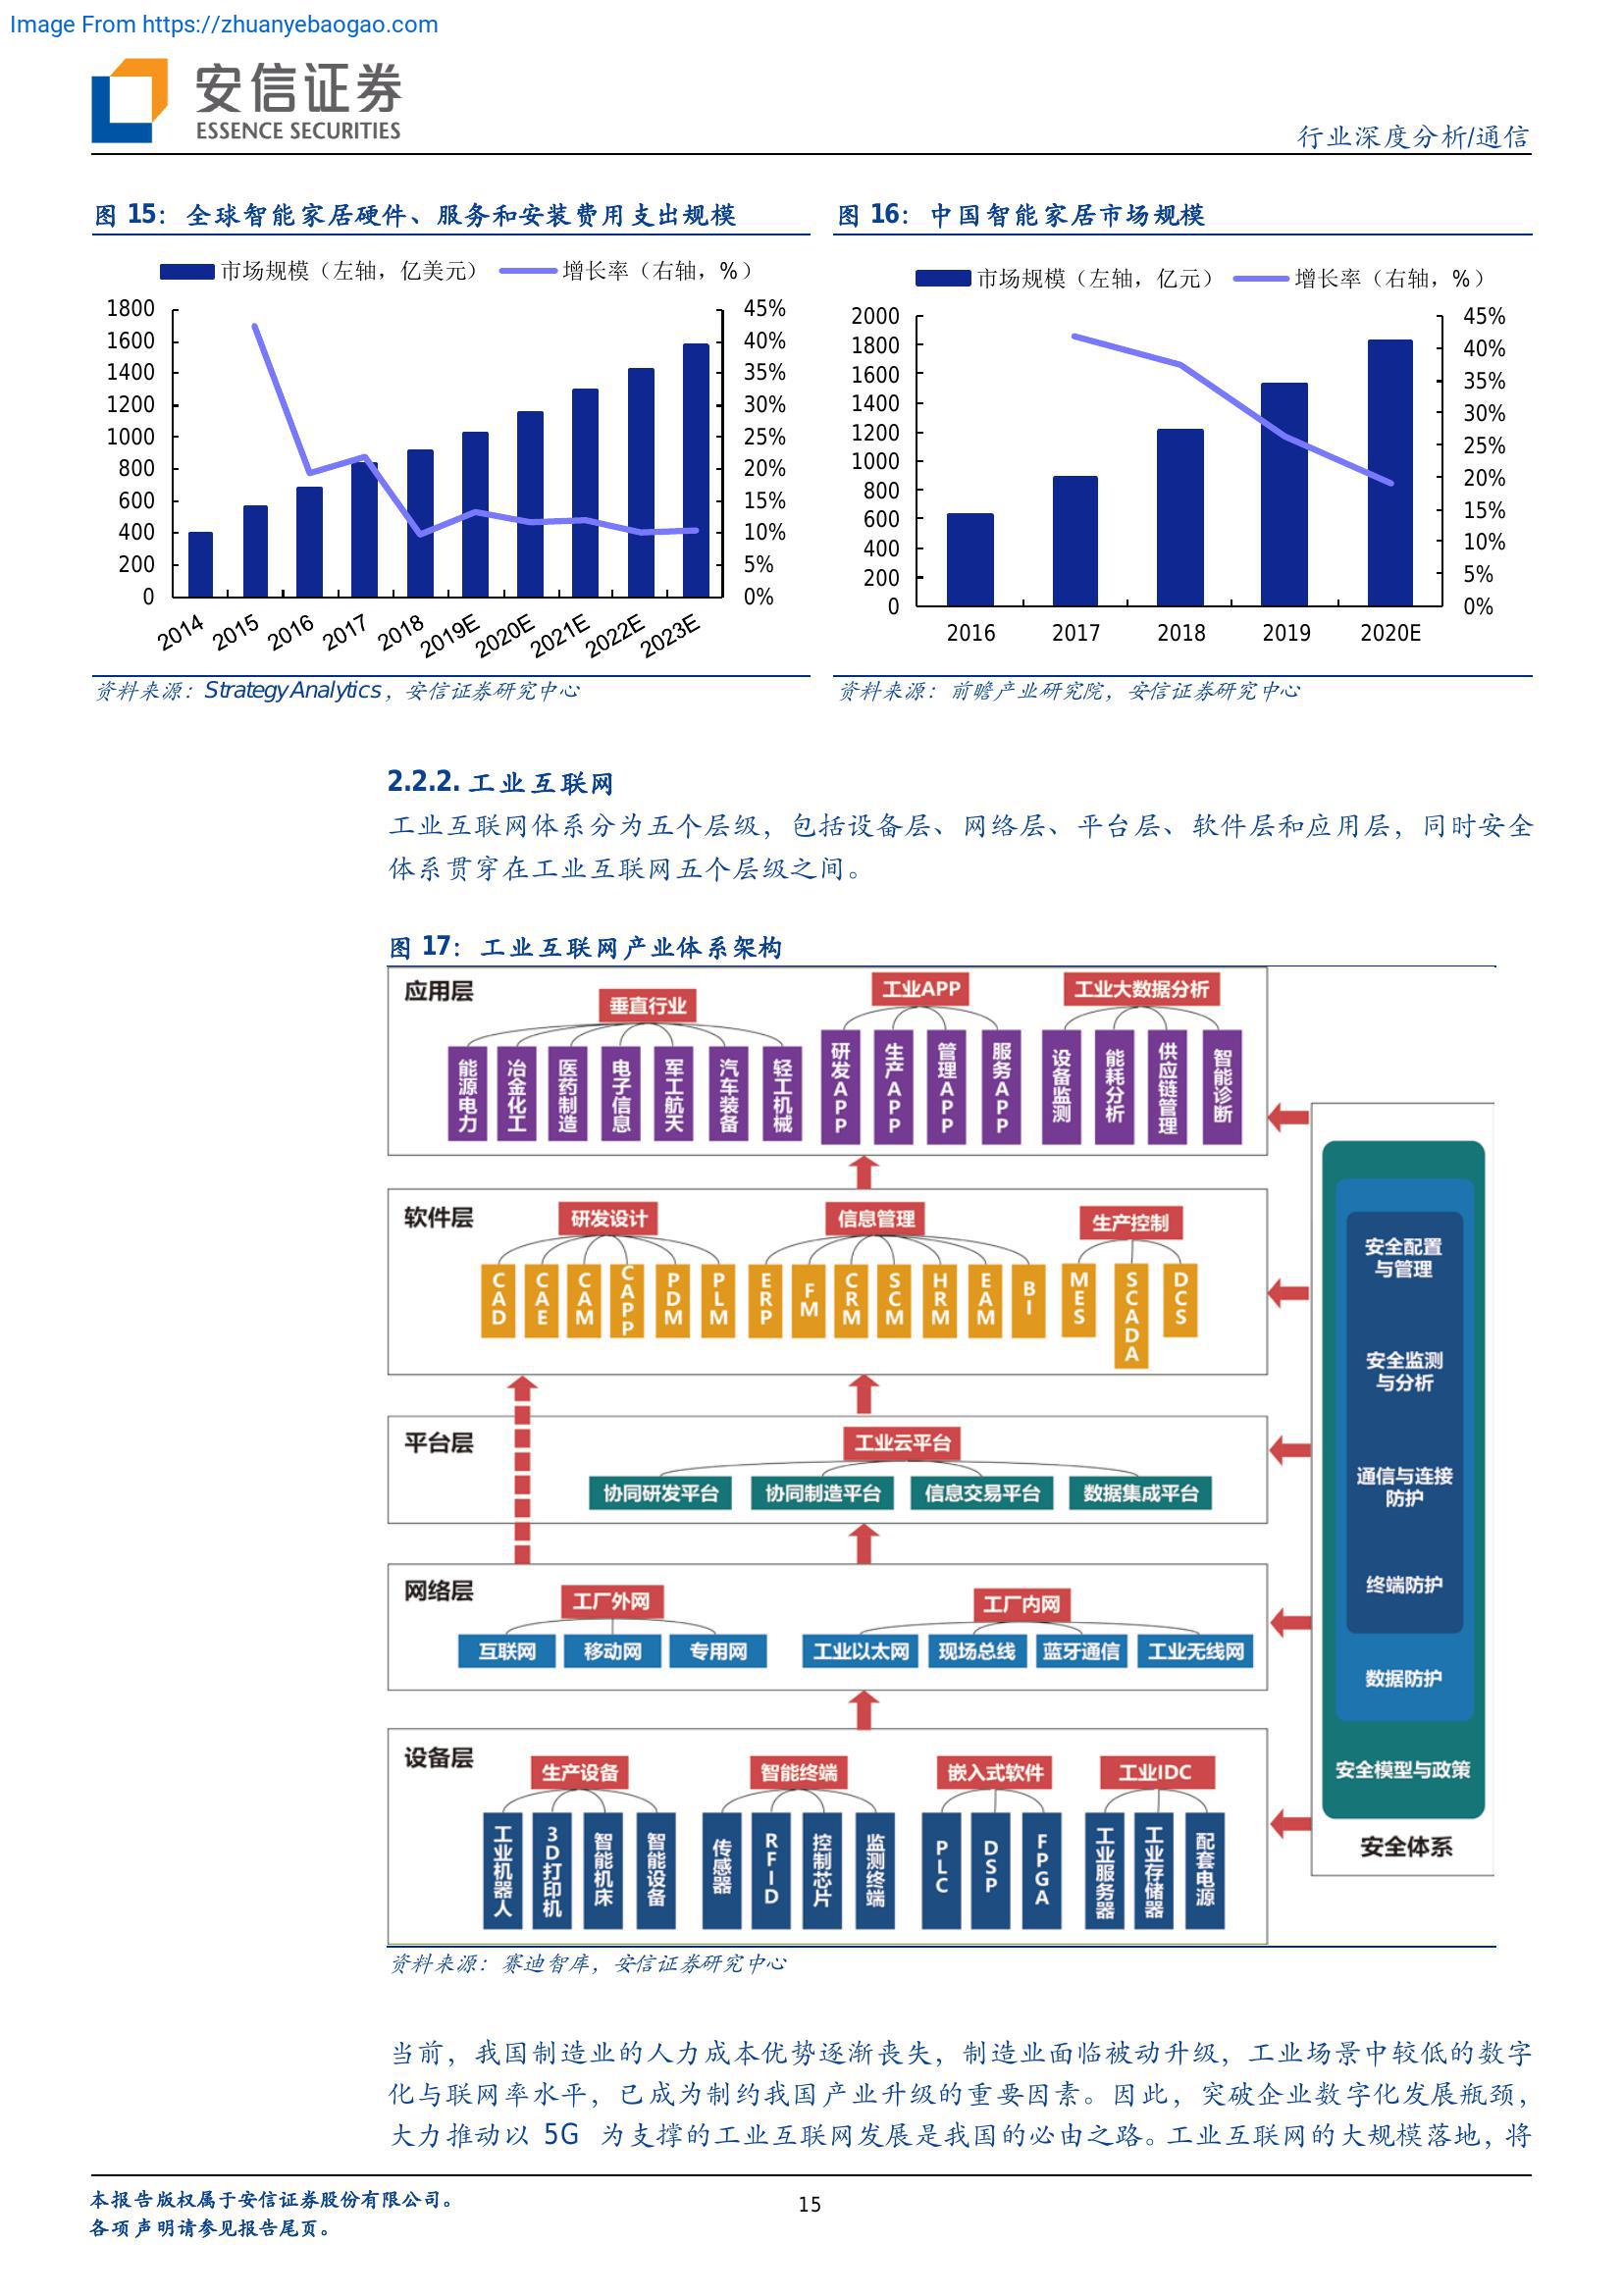 Image From https://zhuanyebaogao.com
安信证券
ESSENCE SECURITIES
行业深度分析/通信
图 15：全球智能家居硬件、服务和安装费用支出规模
市场规模（左轴，亿美元） 增长率（右轴，%）
1800
1600
1400
1200
1000
800
600
400
200
0
45%
40%
35%
30%
25%
20%
15%
10%
5%
0%
2014 2015 2016 2017 2018 2019E 2020E 2021E 2022E 2023E
资料来源：StrategyAnalytics，安信证券研究中心
图 16：中国智能家居市场规模
市场规模（左轴，亿元） 增长率（右轴，%）
2000
1800
1600
1400
1200
1000
800
600
400
200
0
45%
40%
35%
30%
25%
20%
15%
10%
5%
0%
2016 2017 2018 2019 2020E
资料来源：前瞻产业研究院，安信证券研究中心
2.2.2. 工业互联网
工业互联网体系分为五个层级，包括设备层、网络层、平台层、软件层和应用层，同时安全
体系贯穿在工业互联网五个层级之间。
图 17：工业互联网产业体系架构
应用层
垂直行业 工业APP 工业大数据分析
能源电力 冶金化工 医药制造 电子信息 军工航天 汽车装备 轻工机械 研发APP 生产APP 管理APP 服务APP 设备监测 能耗分析 供应链管理 智能诊断
软件层
研发设计 信息管理 生产控制
CAD CAE CAM CAPP PDM PLM ERP FM CRM SCM HRM EAM BI MES SCADA DCS
平台层
工业云平台
协同研发平台 协同制造平台 信息交易平台 数据集成平台
网络层
工厂外网 工厂内网
互联网 移动网 专用网 工业以太网 现场总线 蓝牙通信 工业无线网
设备层
生产设备 智能终端 嵌入式软件 工业IDC
工业机器人 3D打印机 智能机床 智能设备 传感器 RFID 控制芯片 监测终端 PLC DSP FPGA 工业服务器 工业存储器 配套电源
安全配置
与管理
安全监测
与分析
通信与连接
防护
终端防护
数据防护
安全模型与政策
安全体系
资料来源：赛迪智库，安信证券研究中心
当前，我国制造业的人力成本优势逐渐丧失，制造业面临被动升级，工业场景中较低的数字
化与联网率水平，已成为制约我国产业升级的重要因素。因此，突破企业数字化发展瓶颈，
大力推动以 5G 为支撑的工业互联网发展是我国的必由之路。工业互联网的大规模落地，将
本报告版权属于安信证券股份有限公司。
各项声明请参见报告尾页。
15